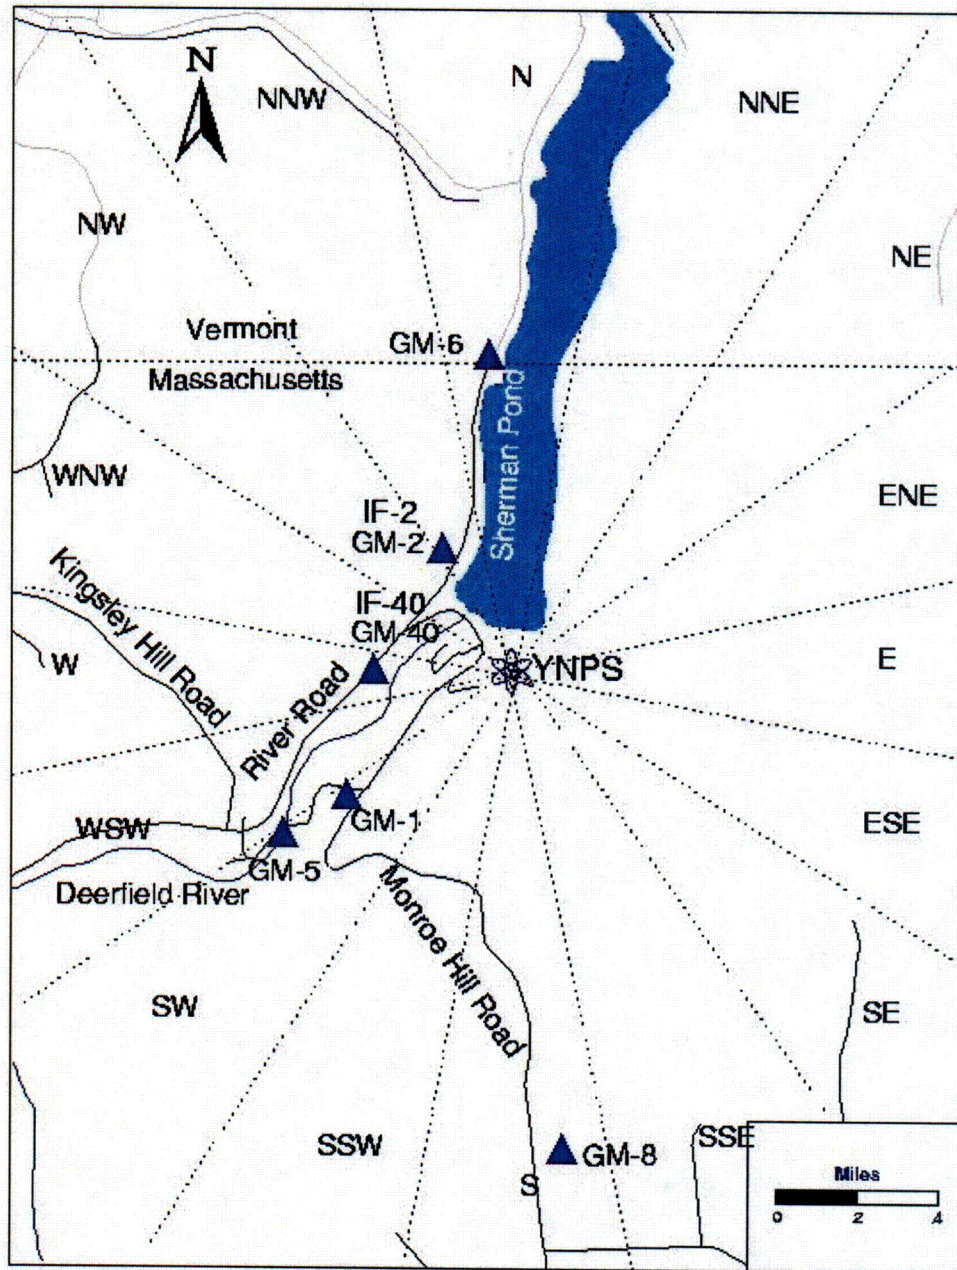 N
NNW
N
NNE
NW
NE
Vermont
GM-6
Massachusetts
Sherman Pond
WNW
ENE
IF-2
GM-2
Kingsley Hill Road
IF-40
GM-40
W
River Road
YNPS
E
WSW
GM-1
ESE
GM-5
Deerfield River
Monroe Hill Road
SW
SE
SSW
GM-8
SSE
S
Miles
0 2 4